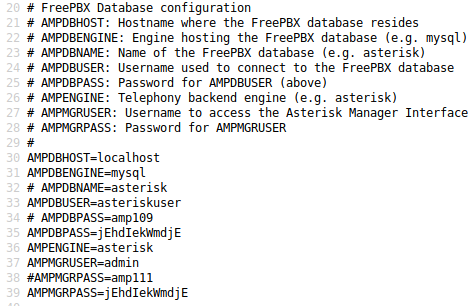 20 # FreePBX Database configuration
21 # AMPDBHOST: Hostname where the FreePBX database resides
22 # AMPDBENGINE: Engine hosting the FreePBX database (e.g. mysql)
23 # AMPDBNAME: Name of the FreePBX database (e.g. asterisk)
24 # AMPDBUSER: Username used to connect to the FreePBX database
25 # AMPDBPASS: Password for AMPDBUSER (above)
26 # AMPENGINE: Telephony backend engine (e.g. asterisk)
27 # AMPMGRUSER: Username to access the Asterisk Manager Interface
28 # AMPMGRPASS: Password for AMPMGRUSER
29 #
30 AMPDBHOST=localhost
31 AMPDBENGINE=mysql
32 # AMPDBNAME=asterisk
33 AMPDBUSER=asteriskuser
34 # AMPDBPASS=amp109
35 AMPDBPASS=jEhdIekWmdjE
36 AMPENGINE=asterisk
37 AMPMGRUSER=admin
38 #AMPMGRPASS=amp111
39 AMPMGRPASS=jEhdIekWmdjE